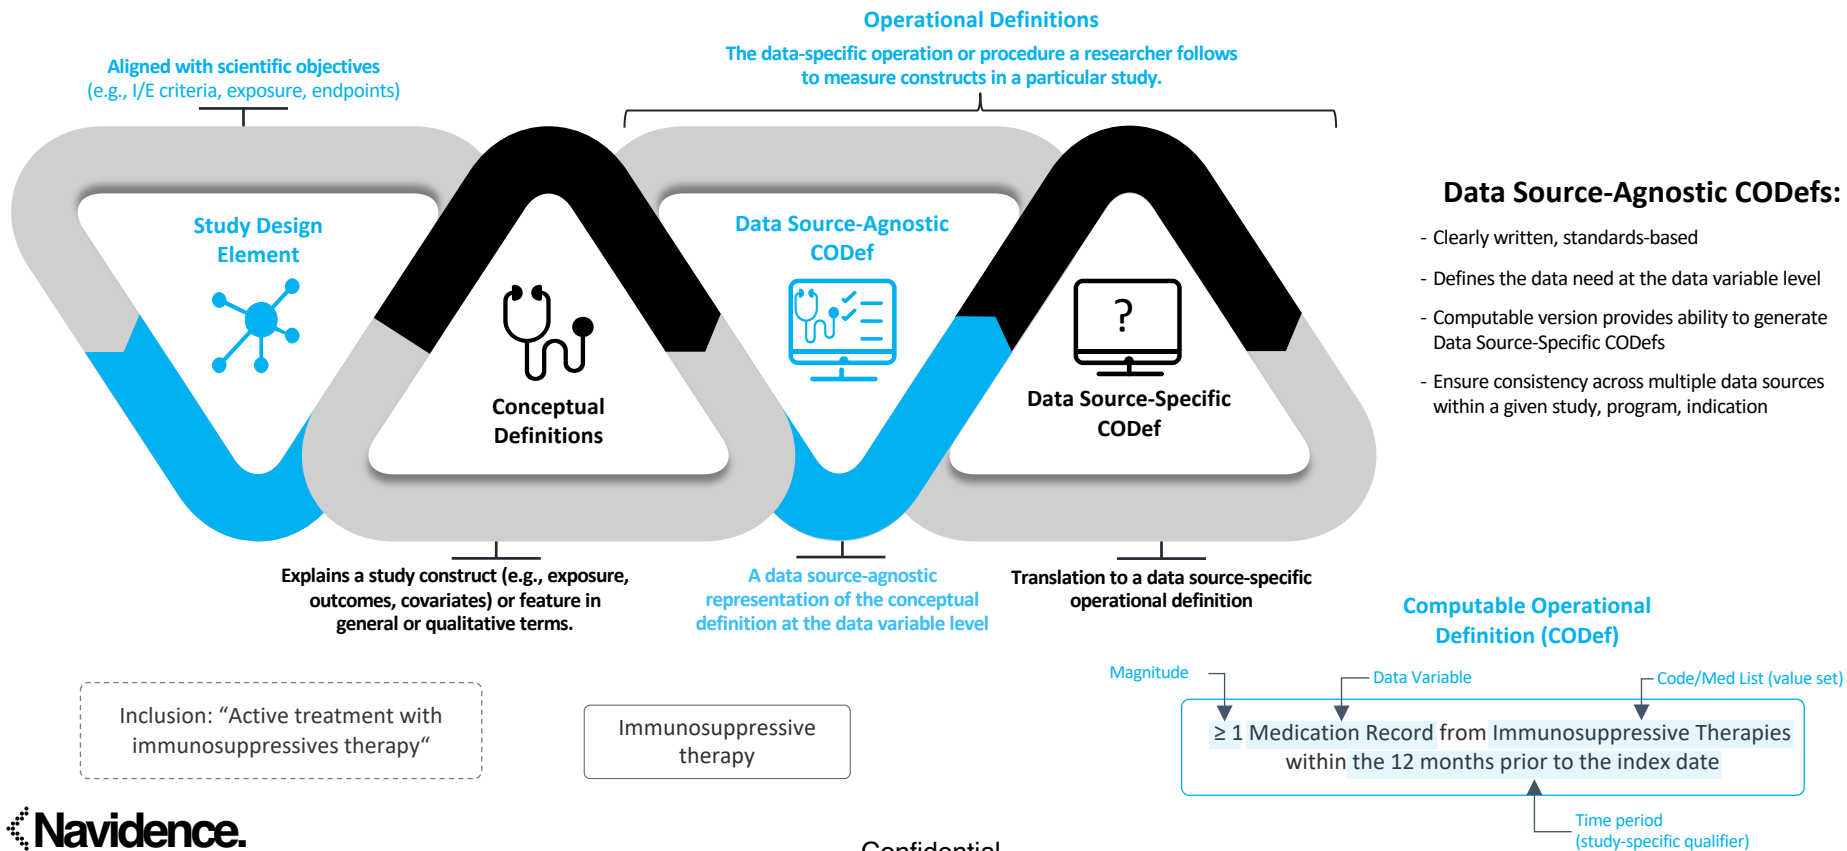 Operational Definitions
The data-specific operation or procedure a researcher follows
to measure constructs in a particular study.
Aligned with scientific objectives
(e.g., I/E criteria, exposure, endpoints)
Study Design
Element
Conceptual
Definitions
Data Source-Agnostic
CODef
?
Data Source-Specific
CODef
Data Source-Agnostic CODefs:
- Clearly written, standards-based
- Defines the data need at the data variable level
- Computable version provides ability to generate
Data Source-Specific CODefs
- Ensure consistency across multiple data sources
within a given study, program, indication
Explains a study construct (e.g., exposure,
outcomes, covariates) or feature in
general or qualitative terms.
A data source-agnostic
representation of the conceptual
definition at the data variable level
Translation to a data source-specific
operational definition
Inclusion: “Active treatment with
immunosuppressives therapy“
Immunosuppressive
therapy
Computable Operational
Definition (CODef)
Magnitude
Data Variable
Code/Med List (value set)
≥ 1 Medication Record from Immunosuppressive Therapies
within the 12 months prior to the index date
Time period
(study-specific qualifier)
Navidence.
Confidential